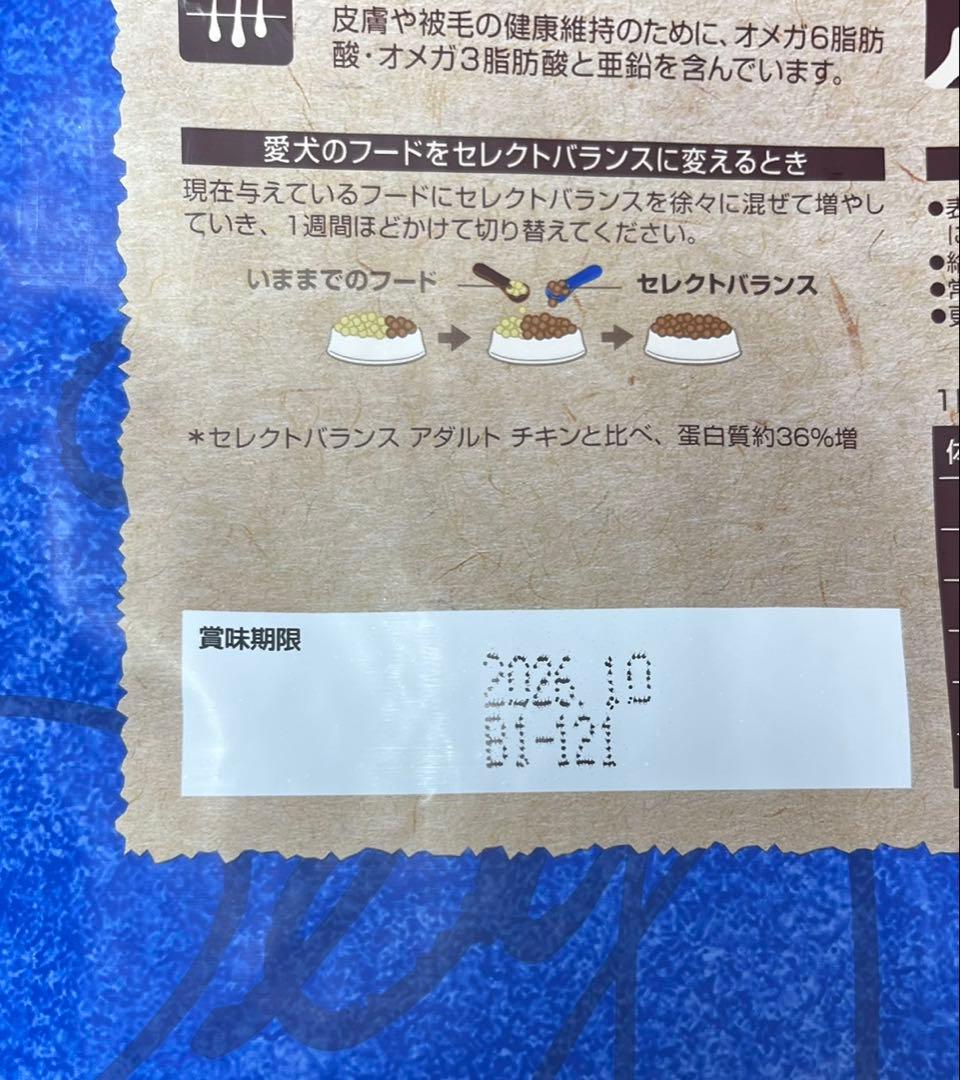 皮膚や被毛の健康維持のために、オメガ6脂肪
酸・オメガ3脂肪酸と亜鉛を含んでいます。
愛犬のフードをセレクトバランスに変えるとき
現在与えているフードにセレクトバランスを徐々に混ぜて増やし
ていき、1週間ほどかけて切り替えてください。
いままでのフード
セレクトバランス
＊セレクトバランス アダルト チキンと比べ、蛋白質約36%増
賞味期限
2026.10
B1-121